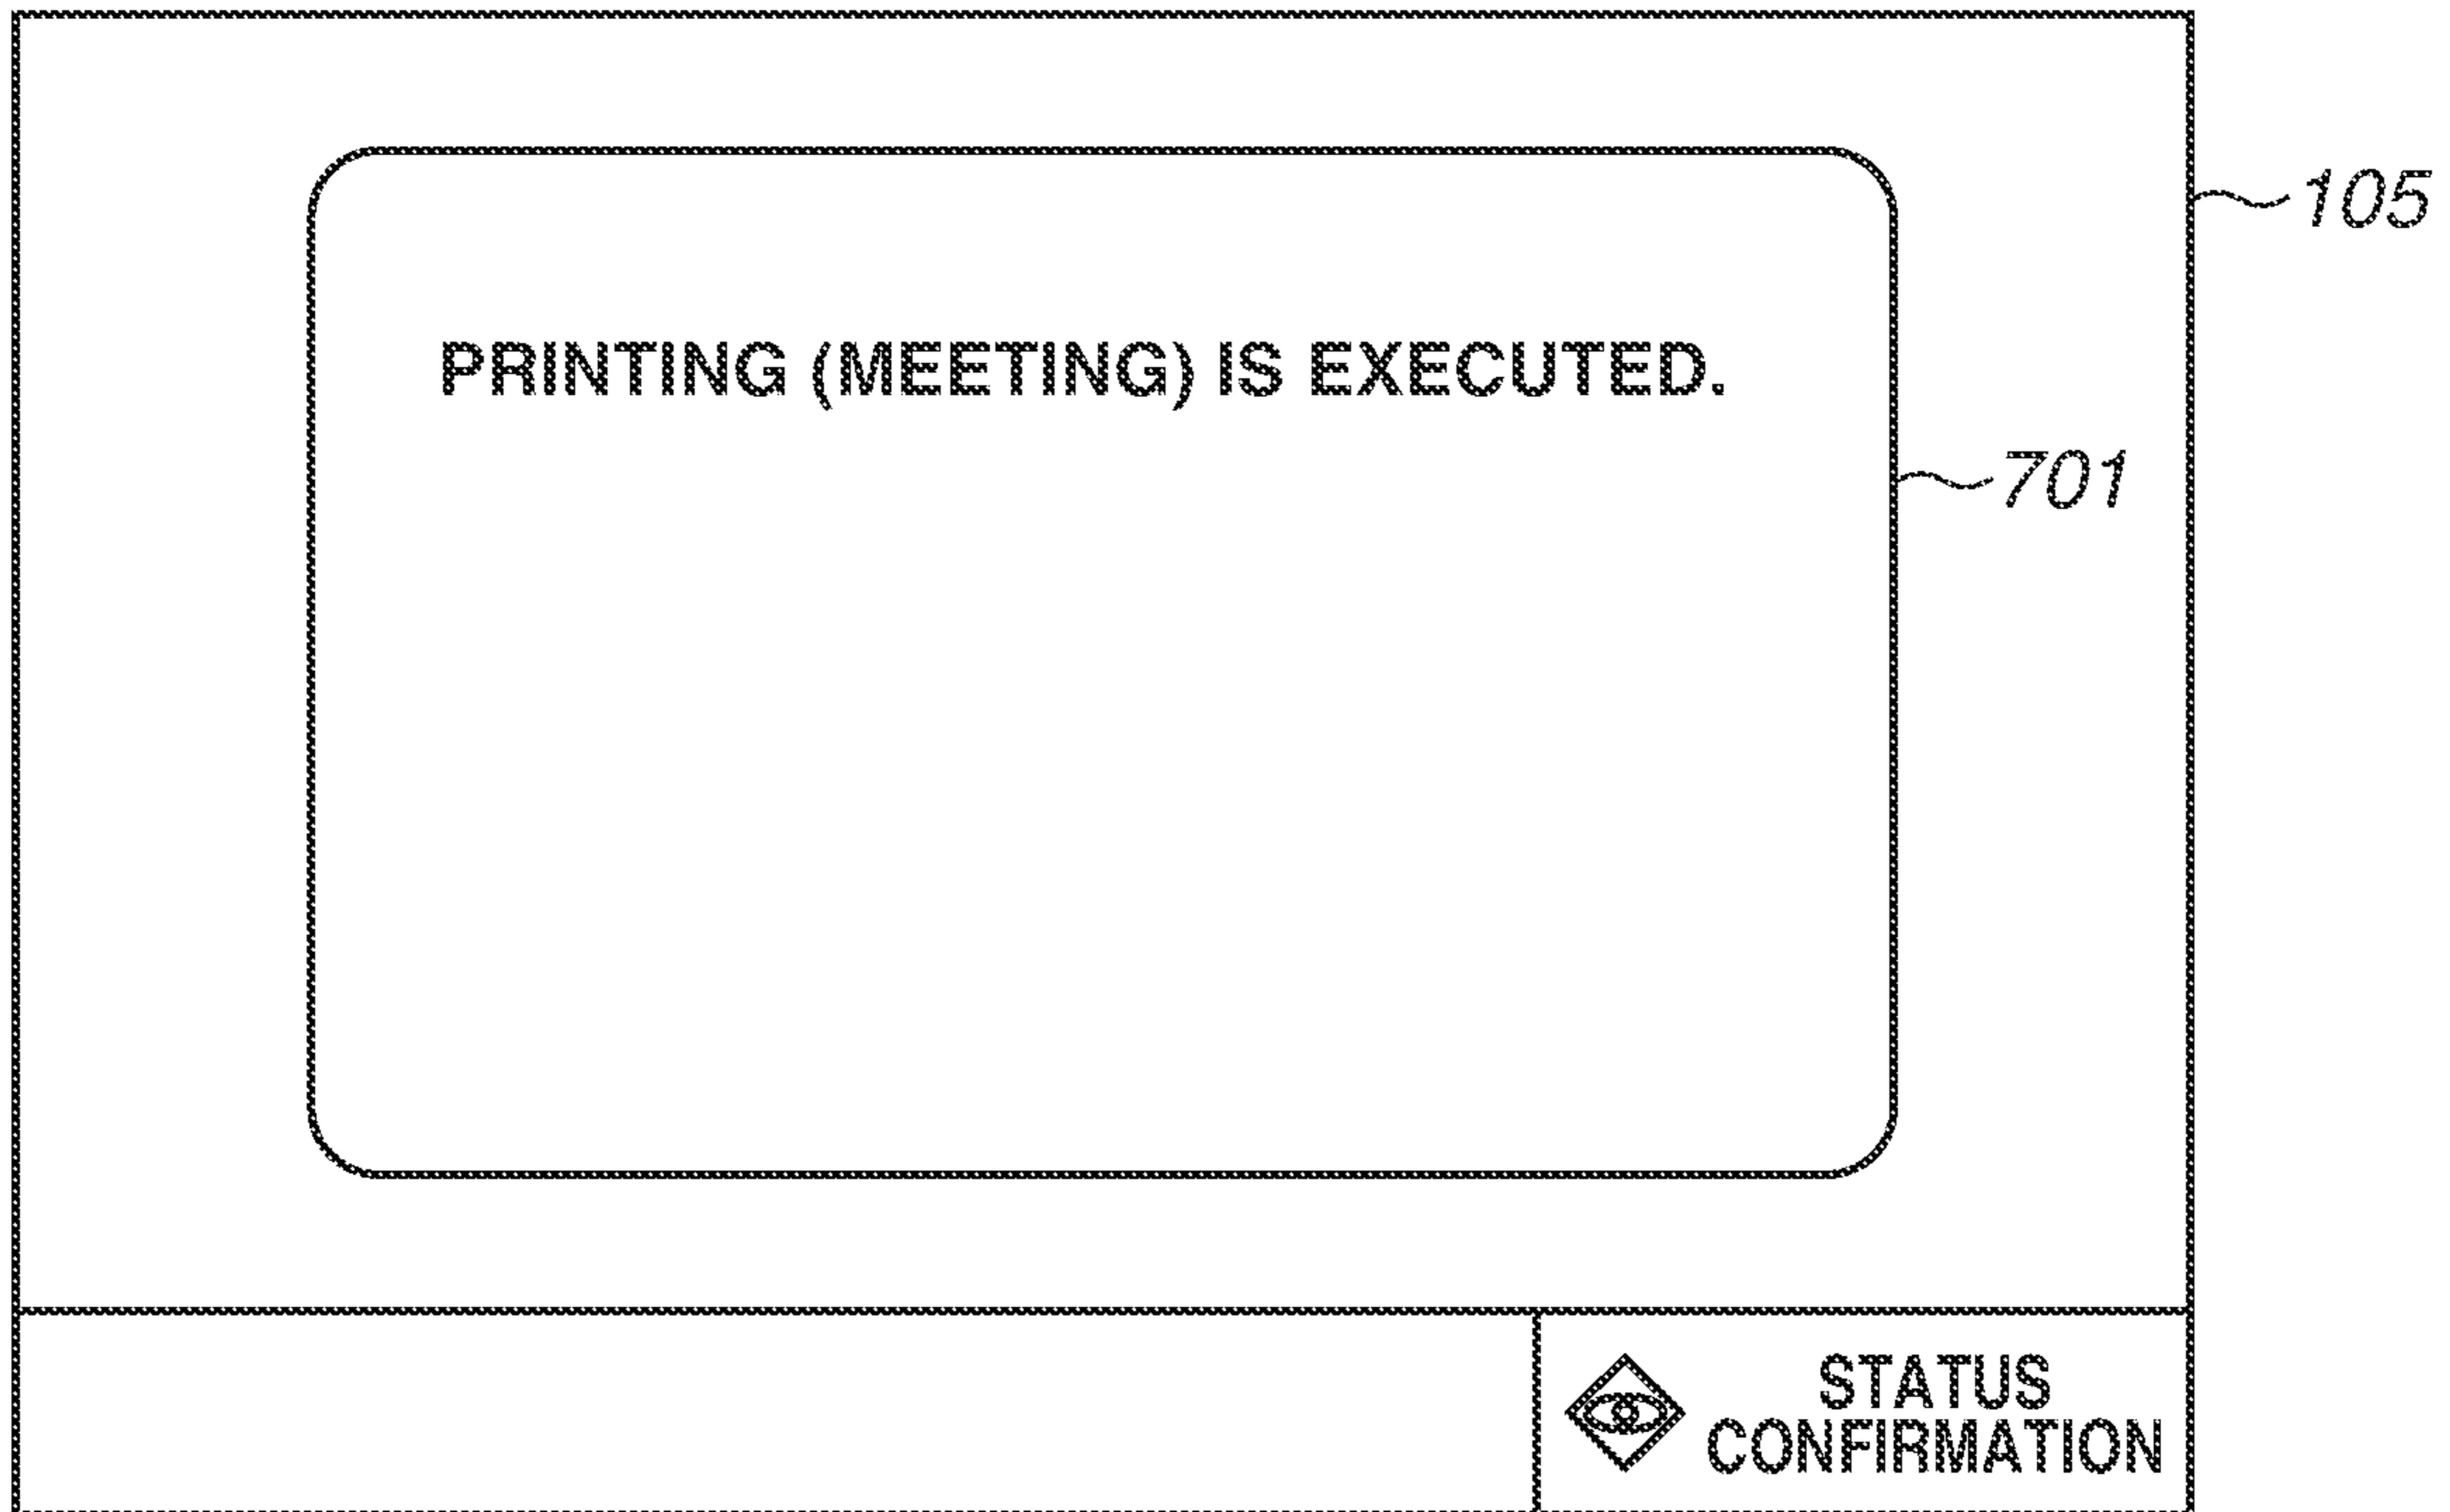 105
PRINTING (MEETING) IS EXECUTED.
701
STATUS
CONFIRMATION